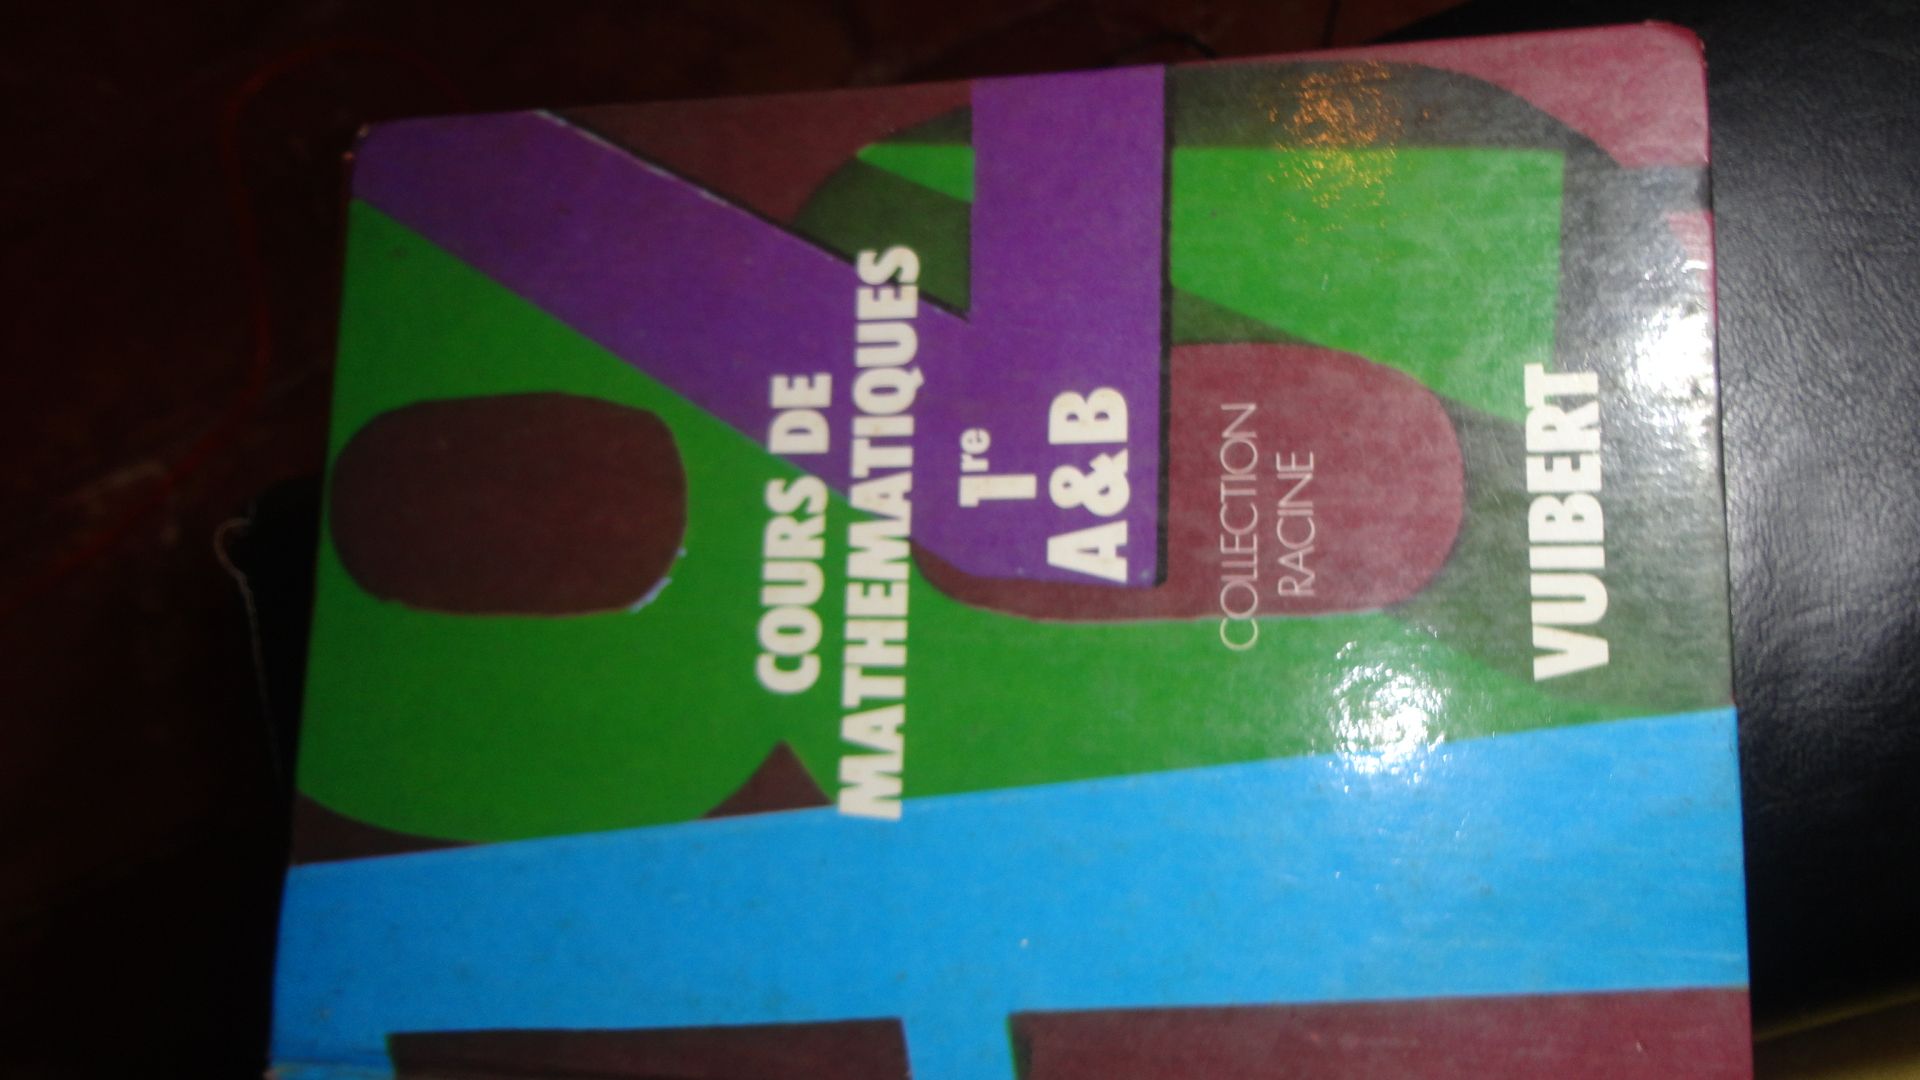 COURS DE
MATHEMATIQUES
1re
A&B
COLLECTION
RACINE
VUIBERT